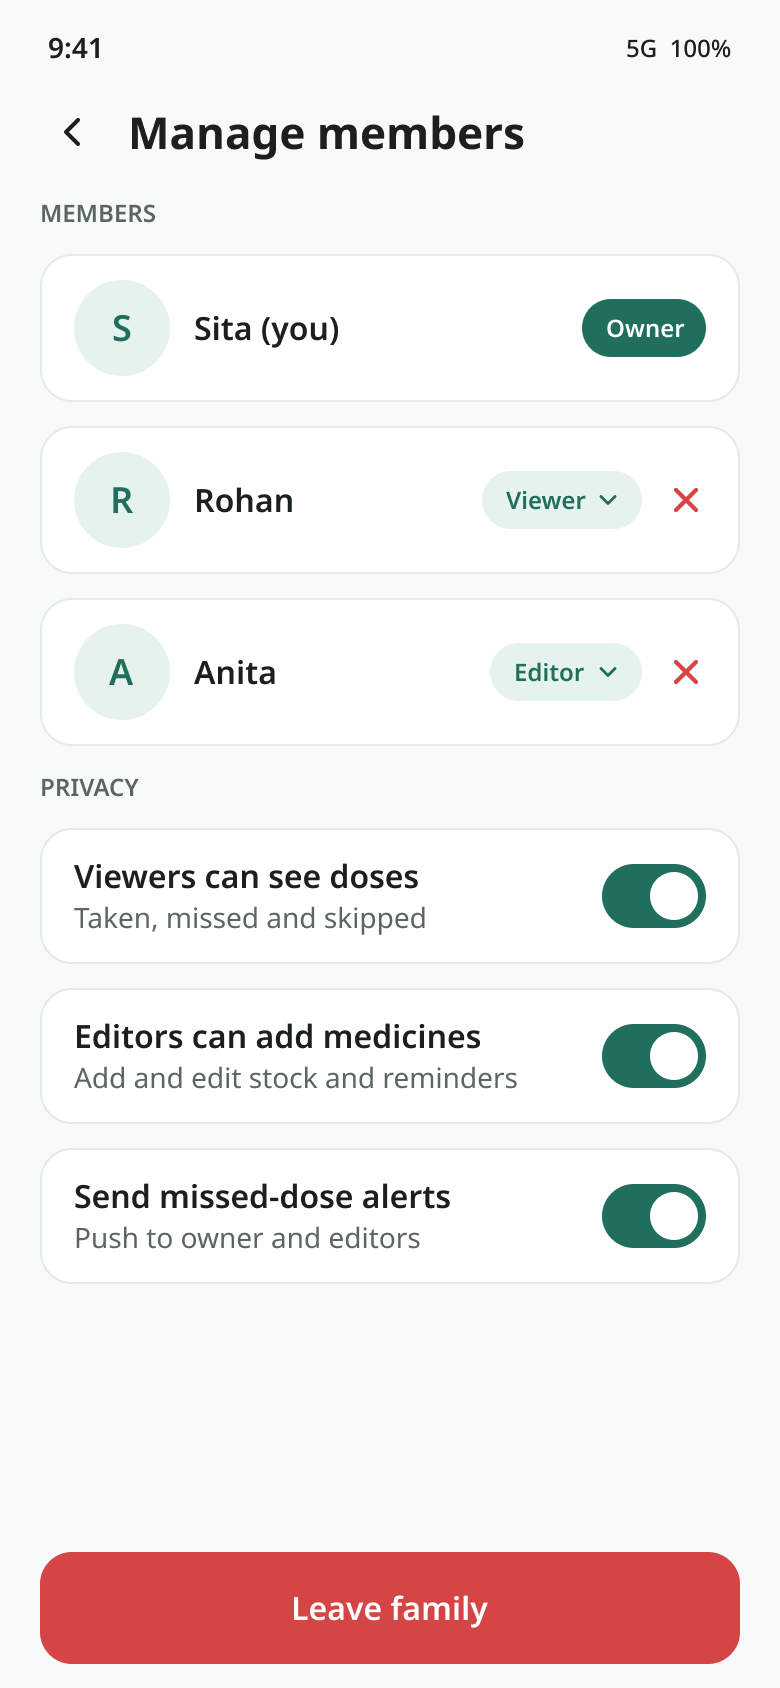 9:41
5G 100%
Manage members
MEMBERS
S
Sita (you)
Owner
R
Rohan
Viewer
A
Anita
Editor
PRIVACY
Viewers can see doses
Taken, missed and skipped
Editors can add medicines
Add and edit stock and reminders
Send missed-dose alerts
Push to owner and editors
Leave family